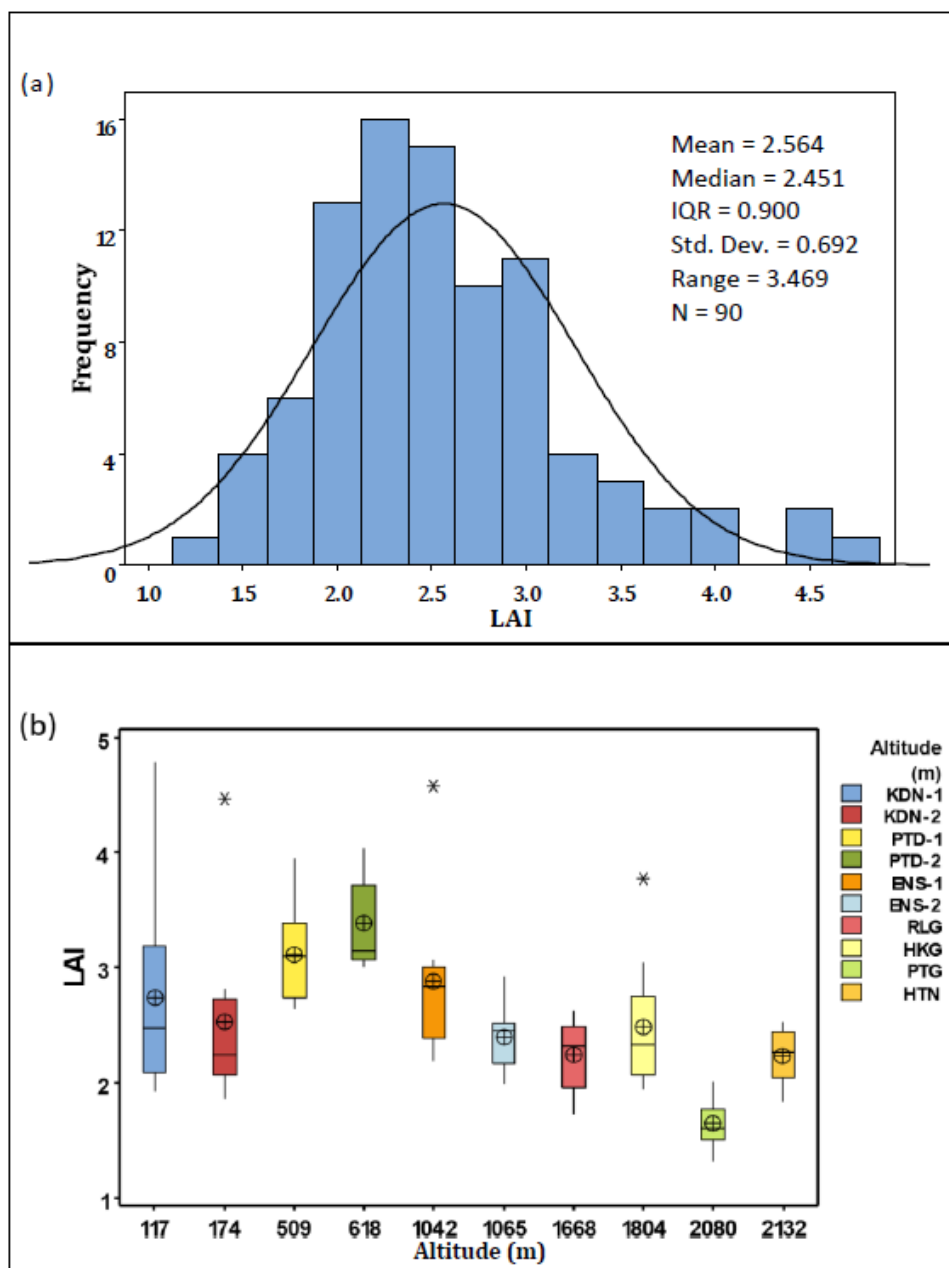 (a)
16
12
8
4
0
Frequency
Mean = 2.564
Median = 2.451
IQR = 0.900
Std. Dev. = 0.692
Range = 3.469
N = 90
1.0 1.5 2.0 2.5 3.0 3.5 4.0 4.5
LAI
(b)
5
4
3
2
1
LAI
Altitude
(m)
KDN-1
KDN-2
PTD-1
PTD-2
ENS-1
ENS-2
RLG
HKG
PTG
HTN
117 174 509 618 1042 1065 1668 1804 2080 2132
Altitude (m)